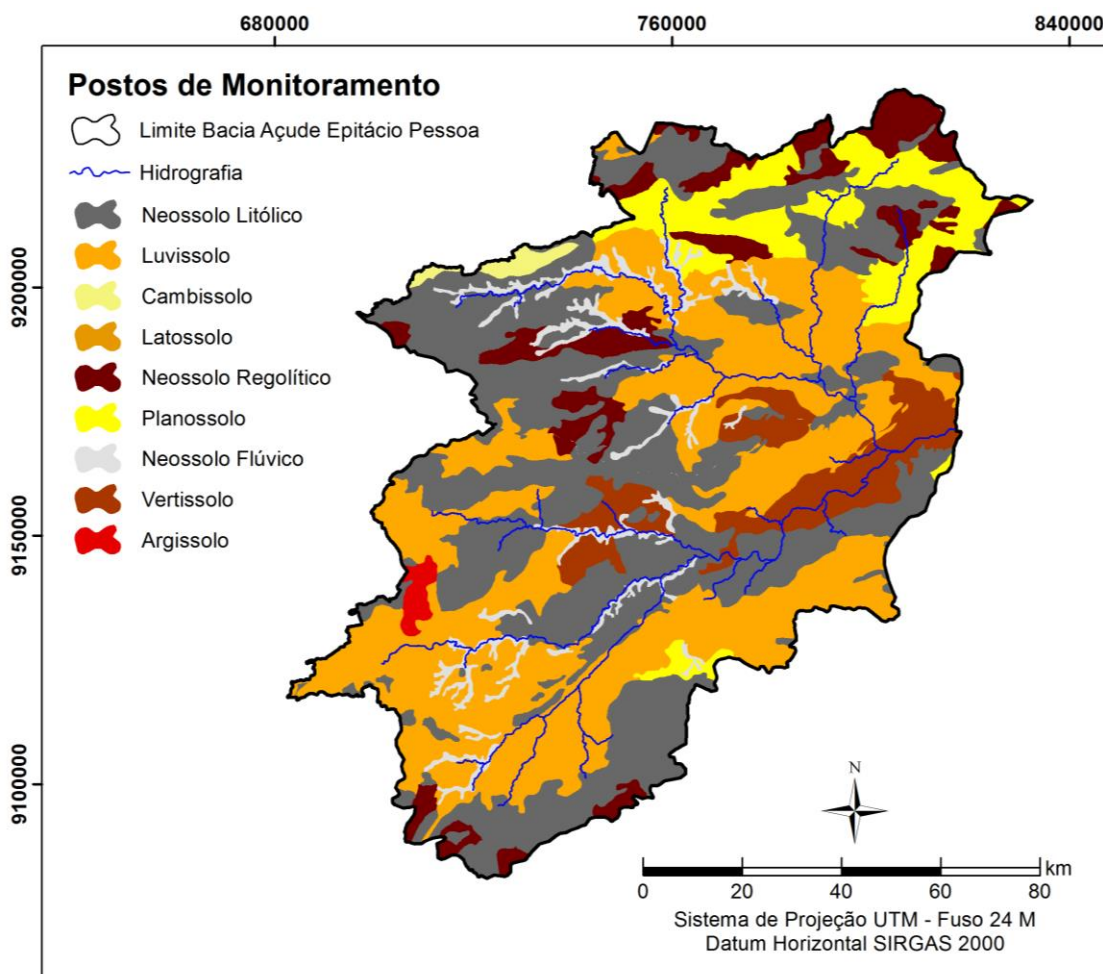 680000
760000
840000
Postos de Monitoramento
Limite Bacia Açude Epitácio Pessoa
Hidrografia
Neossolo Litólico
Luvissolo
Cambissolo
Latossolo
Neossolo Regolítico
Planossolo
Neossolo Flúvico
Vertissolo
Argissolo
9200000
9150000
9100000
N
km
0 20 40 60 80
Sistema de Projeção UTM - Fuso 24 M
Datum Horizontal SIRGAS 2000